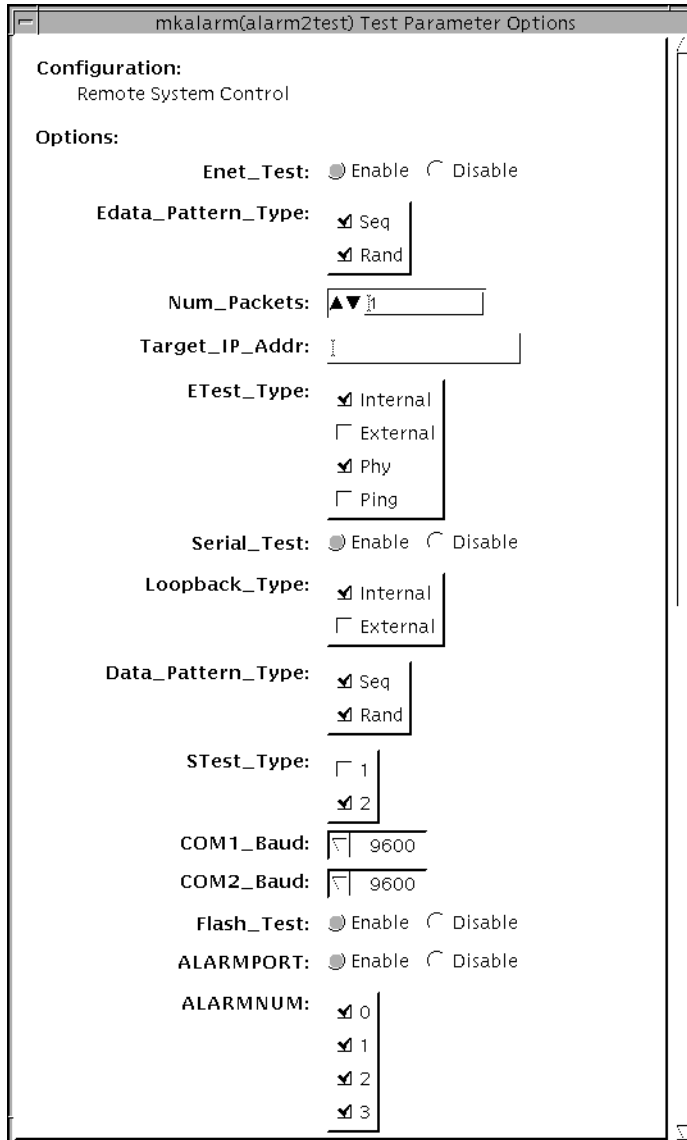 mkalarm(alarm2test) Test Parameter Options
Configuration:
Remote System Control
Options:
Enet_Test: Enable Disable
Edata_Pattern_Type: Seq
Rand
Num_Packets: 1
Target_IP_Addr:
ETest_Type: Internal
External
Phy
Ping
Serial_Test: Enable Disable
Loopback_Type: Internal
External
Data_Pattern_Type: Seq
Rand
STest_Type: 1
2
COM1_Baud: 9600
COM2_Baud: 9600
Flash_Test: Enable Disable
ALARMPORT: Enable Disable
ALARMNUM: 0
1
2
3